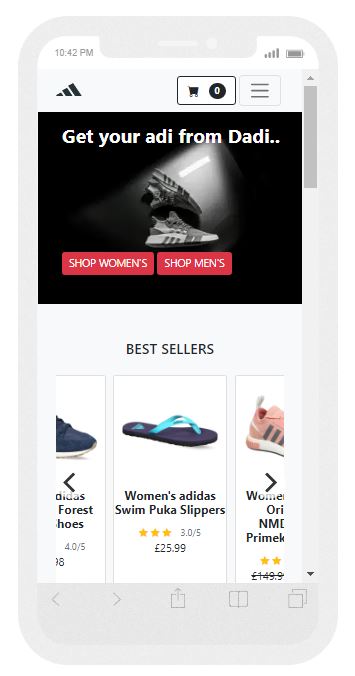 10:42 PM
0
Get your adi from Dadi..
SHOP WOMEN'S SHOP MEN'S
BEST SELLERS
didas
Forest
Shoes
4.0/5
98
Women's adidas
Swim Puka Slippers
3.0/5
£25.99
Wome
Ori
NMD
Primek
£149.9